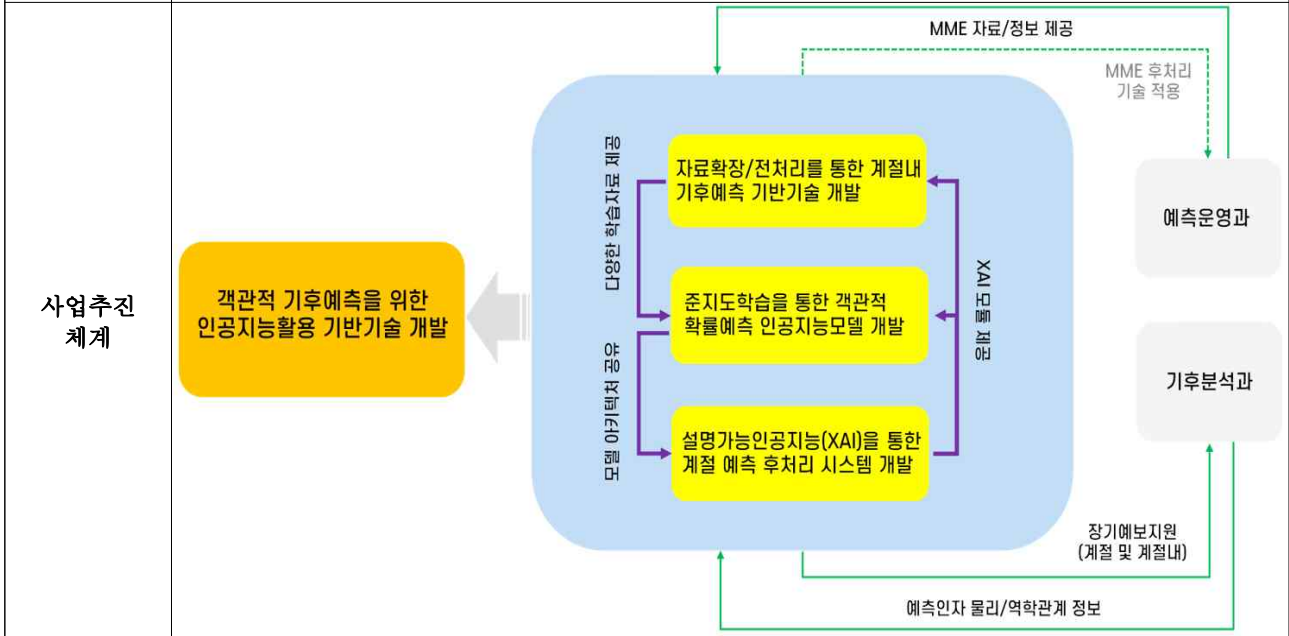 사업추진
체계
객관적 기후예측을 위한
인공지능활용 기반기술 개발
다양한 학습자료 제공
모델 아키텍처 공유
자료확장/전처리를 통한 계절내
기후예측 기반기술 개발
준지도학습을 통한 객관적
확률예측 인공지능모델 개발
설명가능인공지능(XAI)을 통한
계절 예측 후처리 시스템 개발
XAI 모듈 제공
MME 자료/정보 제공
MME 후처리
기술 적용
예측운영과
기후분석과
장기예보지원
(계절 및 계절내)
예측인자 물리/역학관계 정보